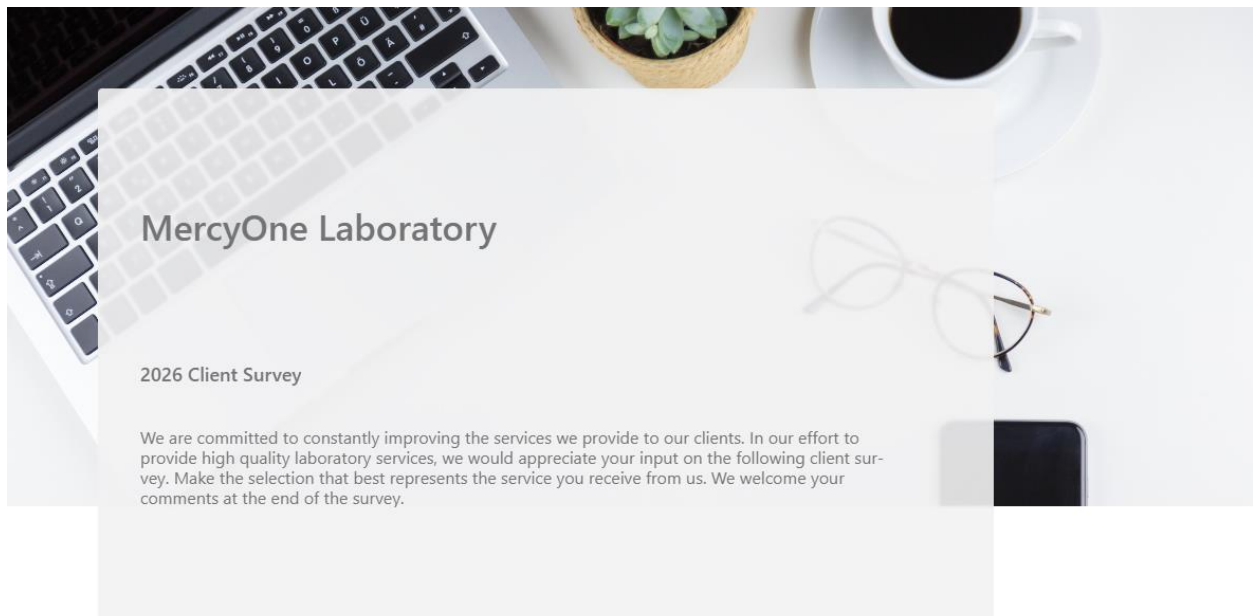 MercyOne Laboratory
2026 Client Survey
We are committed to constantly improving the services we provide to our clients. In our effort to
provide high quality laboratory services, we would appreciate your input on the following client sur-
vey. Make the selection that best represents the service you receive from us. We welcome your
comments at the end of the survey.